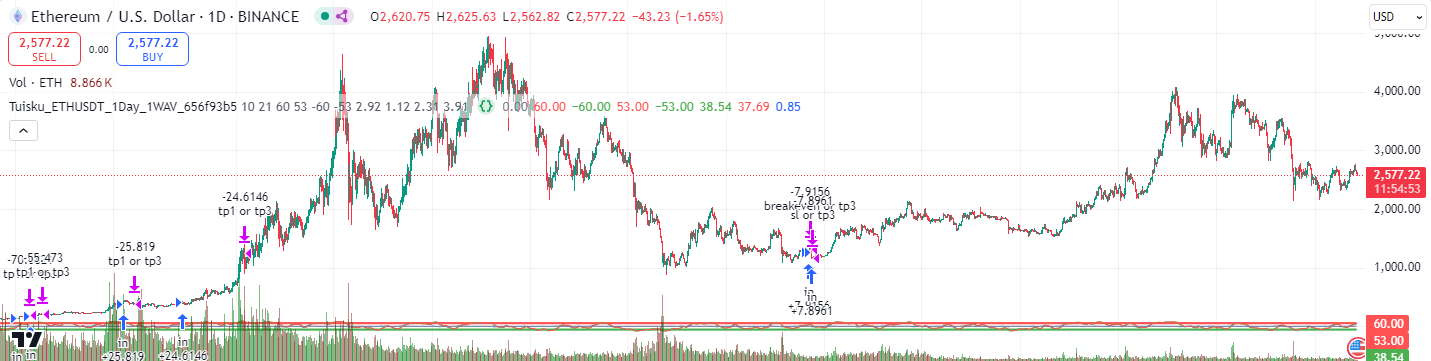 Ethereum / U.S. Dollar · 1D · BINANCE
O2,620.75 H2,625.63 L2,562.82 C2,577.22 −43.23 (−1.65%)
USD
2,577.22
SELL
0.00
2,577.22
BUY
Vol · ETH 8.866 K
Tuisku_ETHUSDT_1Day_1WAV_656f93b5 10 21 60 53 -60 -53 2.92 1.12 2.31 3.91 {} 0.00 60.00 −60.00 53.00 −53.00 38.54 37.69 0.85
5,000.00
4,000.00
3,000.00
2,577.22
11:54:53
2,000.00
1,000.00
60.00
53.00
38.54
-55.473
tp1 or tp3
-25.819
tp1 or tp3
-24.6146
tp1 or tp3
-7.9156
-7.8961
sl or tp3
in
in
in
+25.819
in
+24.6146
in
in
+7.9156
+7.8961